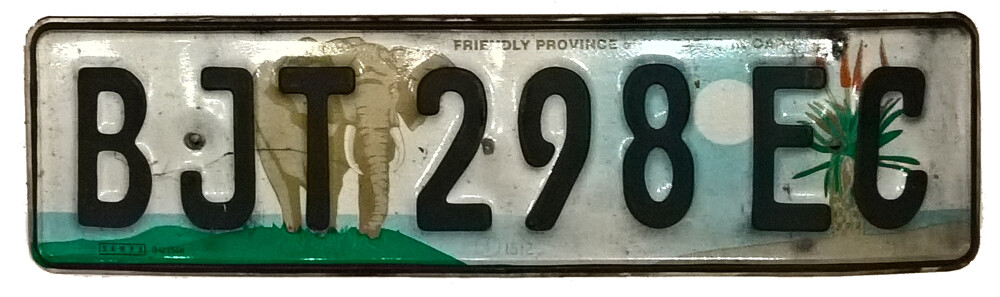 FRIENDLY PROVINCE
BJT 298 EC